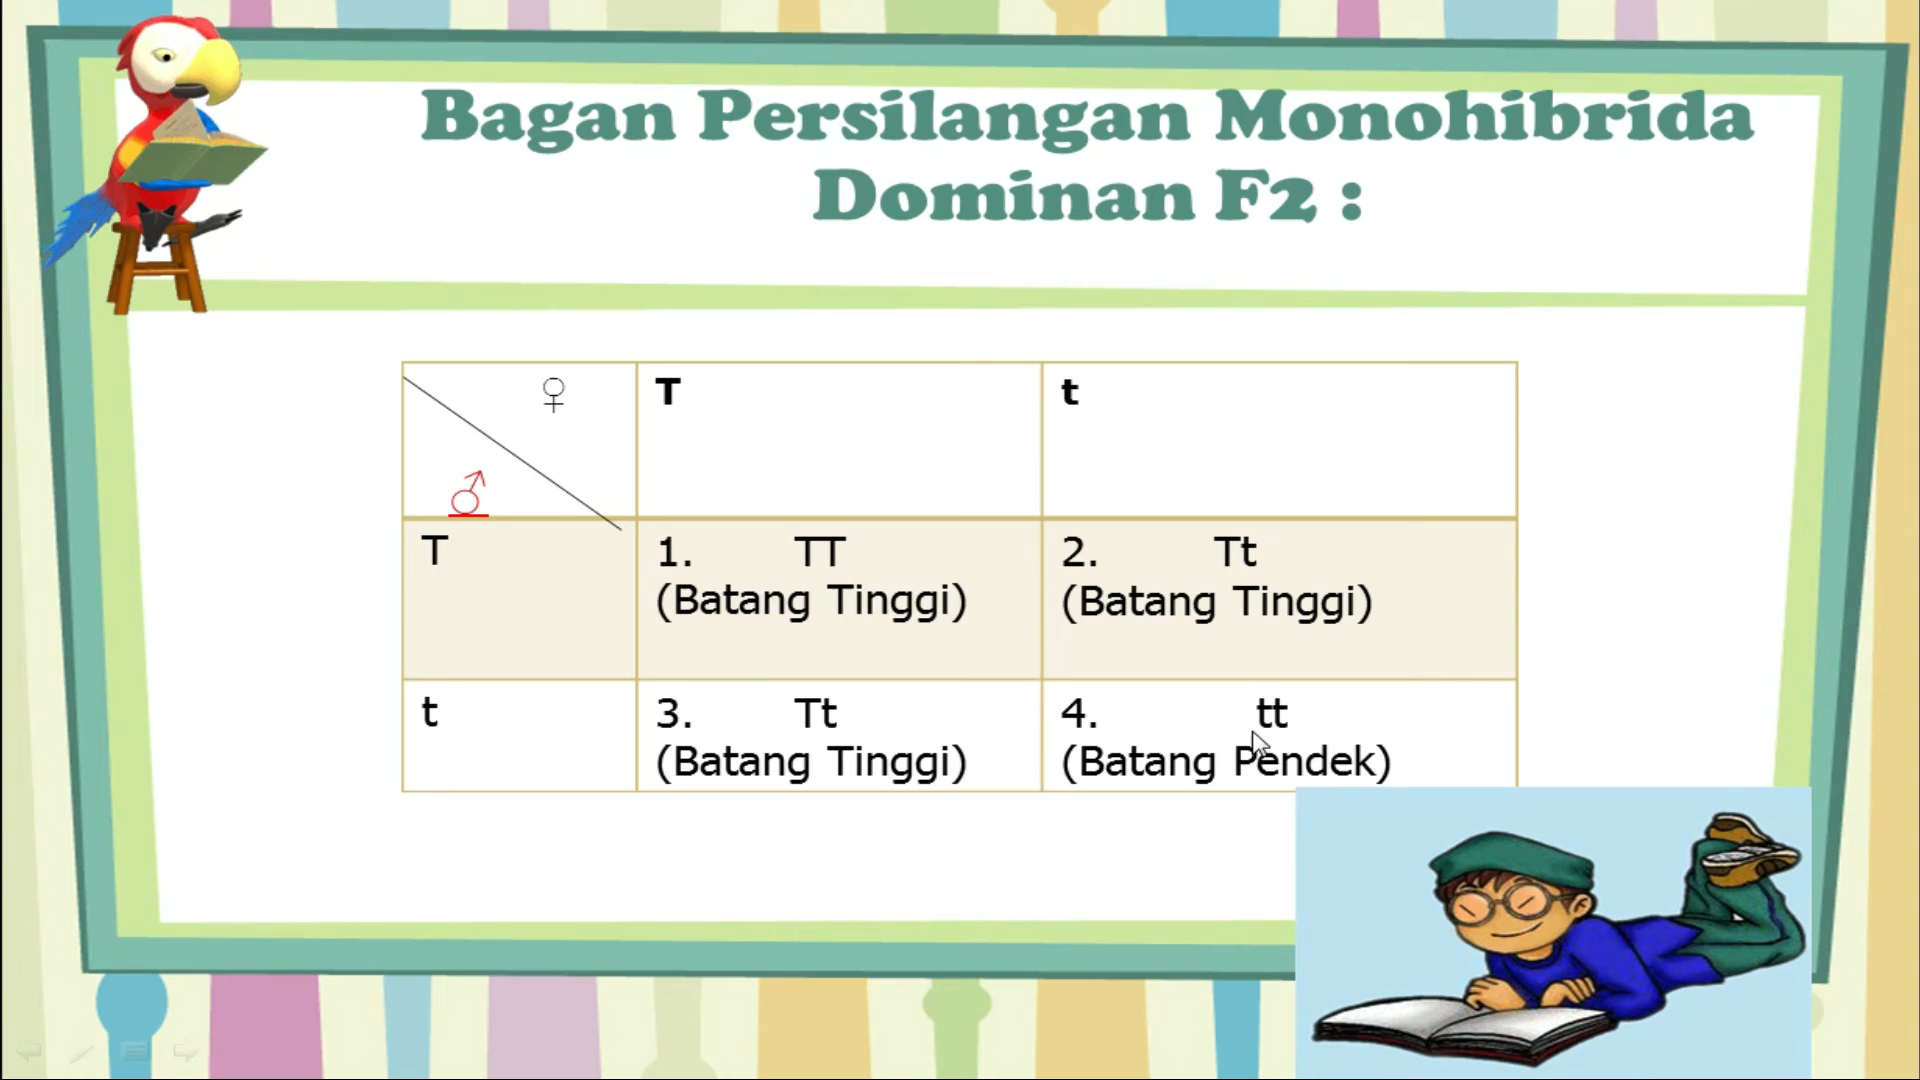 Bagan Persilangan Monohibrida
Dominan F2 :
♀
♂
T
t
T
1. TT
(Batang Tinggi)
2. Tt
(Batang Tinggi)
t
3. Tt
(Batang Tinggi)
4. tt
(Batang Pendek)